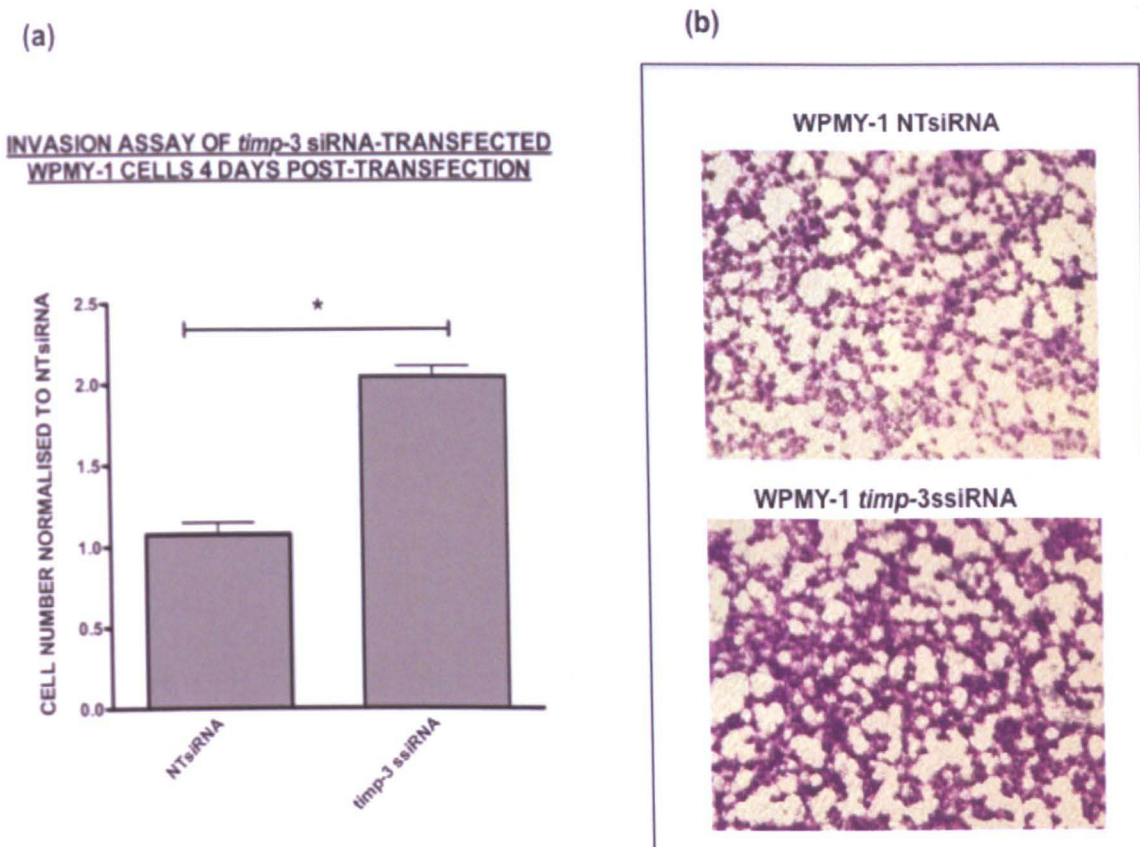 (a)
INVASION ASSAY OF timp-3 siRNA-TRANSFECTED
WPMY-1 CELLS 4 DAYS POST-TRANSFECTION
CELL NUMBER NORMALISED TO NTsiRNA
2.5
2.0
1.5
1.0
0.5
0.0
*
NTsiRNA
timp-3 ssiRNA
(b)
WPMY-1 NTsiRNA
WPMY-1 timp-3ssiRNA